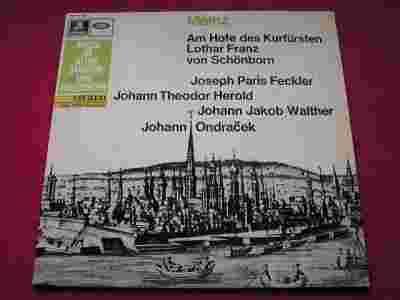 Mainz
Am Hofe des Kurfürsten
Lothar Franz
von Schönborn
Joseph Paris Feckler
Johann Theodor Herold
Johann Jakob Walther
Johann Ondraček